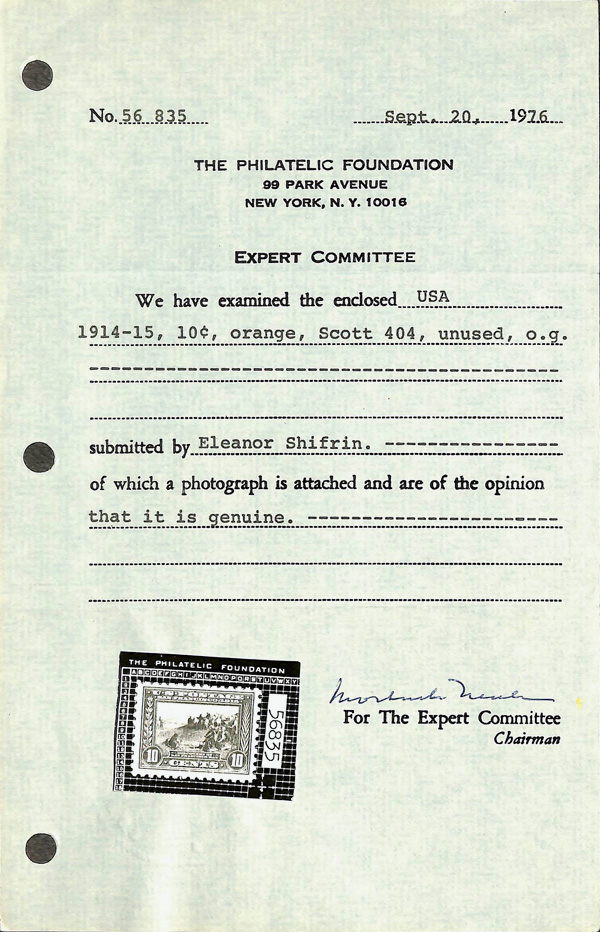 No. 56 835 Sept. 20, 1976
THE PHILATELIC FOUNDATION
99 PARK AVENUE
NEW YORK, N. Y. 10016
EXPERT COMMITTEE
We have examined the enclosed USA
1914-15, 10¢, orange, Scott 404, unused, o.g.
submitted by Eleanor Shifrin.
of which a photograph is attached and are of the opinion
that it is genuine.
THE PHILATELIC FOUNDATION
ABCDEFGHIJKLMNOPQRSTUVWXY
56835
10 10
For The Expert Committee
Chairman